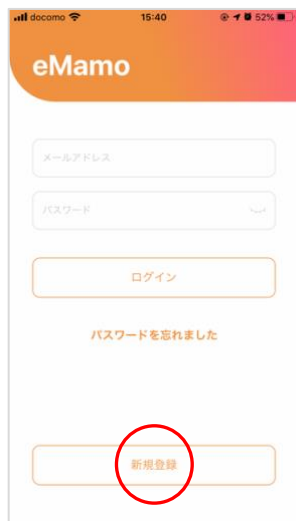 docomo 15:40 52%
eMamo
メールアドレス
パスワード
ログイン
パスワードを忘れました
新規登録